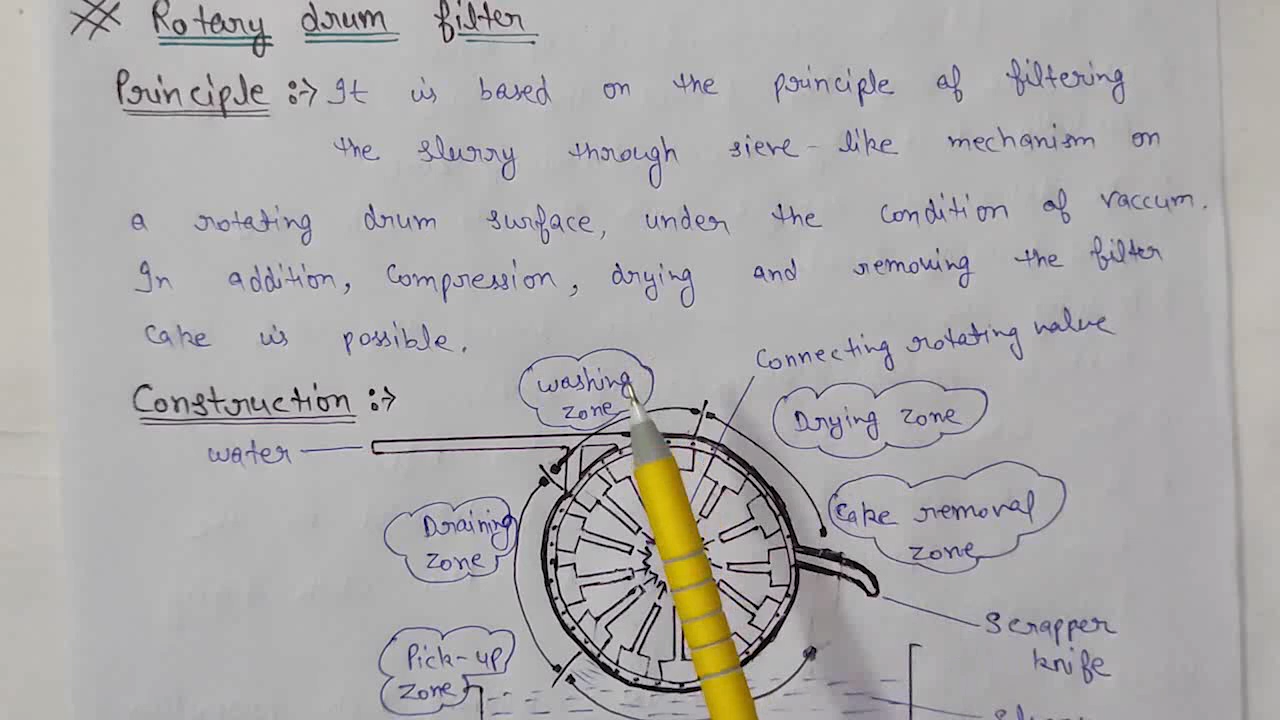 Rotary drum filter
Principle :-> It is based on the principle of filtering
the slurry through sieve-like mechanism on
a rotating drum surface, under the condition of vaccum.
In addition, compression, drying and removing the filter
cake is possible.
Construction :->
washing
zone
Connecting rotating valve
Drying zone
water
Draining
zone
Cake removal
zone
Scrapper
knife
Pick-up
zone